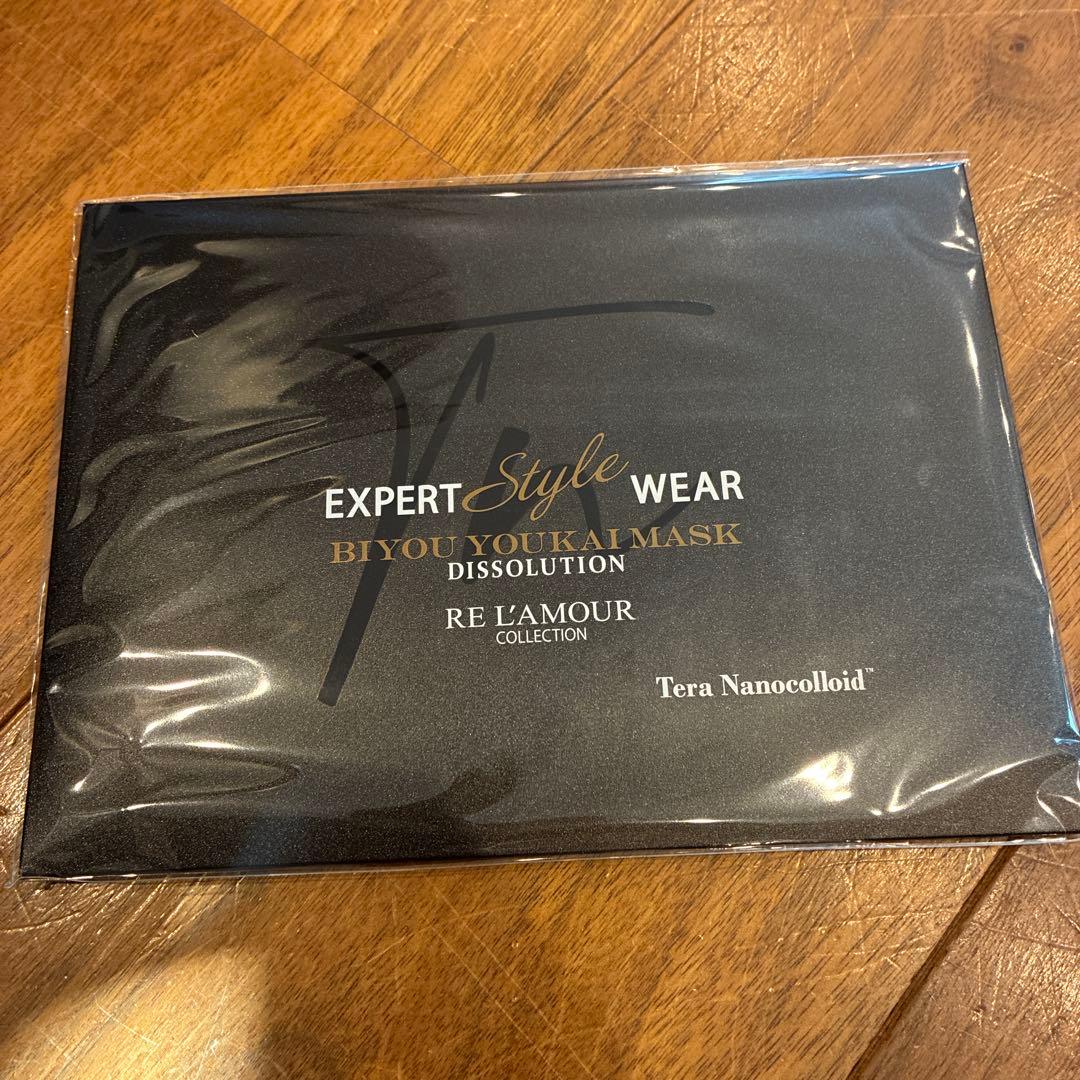 EXPERT Style WEAR
BIYOU YOUKAI MASK
DISSOLUTION
RE L'AMOUR
COLLECTION
Tera Nanocolloid™